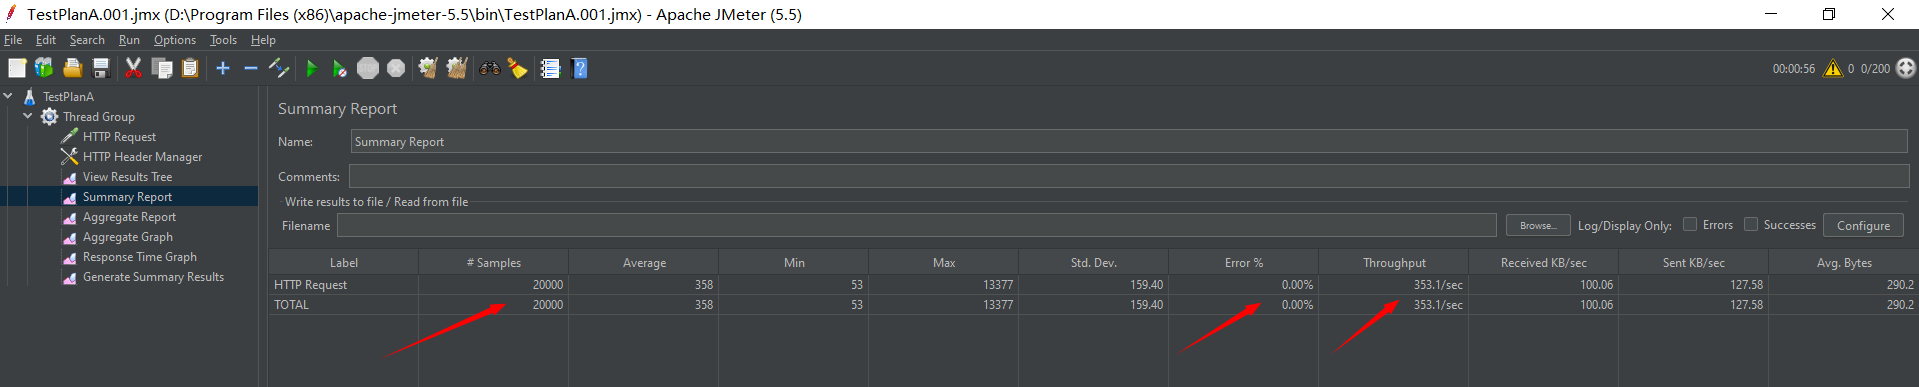 TestPlanA.001.jmx (D:\Program Files (x86)\apache-jmeter-5.5\bin\TestPlanA.001.jmx) - Apache JMeter (5.5)
File Edit Search Run Options Tools Help
STOP 00:00:56 0 0/200
TestPlanA
Thread Group
HTTP Request
HTTP Header Manager
View Results Tree
Summary Report
Aggregate Report
Aggregate Graph
Response Time Graph
Generate Summary Results
Summary Report
Name: Summary Report
Comments:
Write results to file / Read from file
Filename Browse... Log/Display Only: Errors Successes Configure
Label # Samples Average Min Max Std. Dev. Error % Throughput Received KB/sec Sent KB/sec Avg. Bytes
HTTP Request 20000 358 53 13377 159.40 0.00% 353.1/sec 100.06 127.58 290.2
TOTAL 20000 358 53 13377 159.40 0.00% 353.1/sec 100.06 127.58 290.2